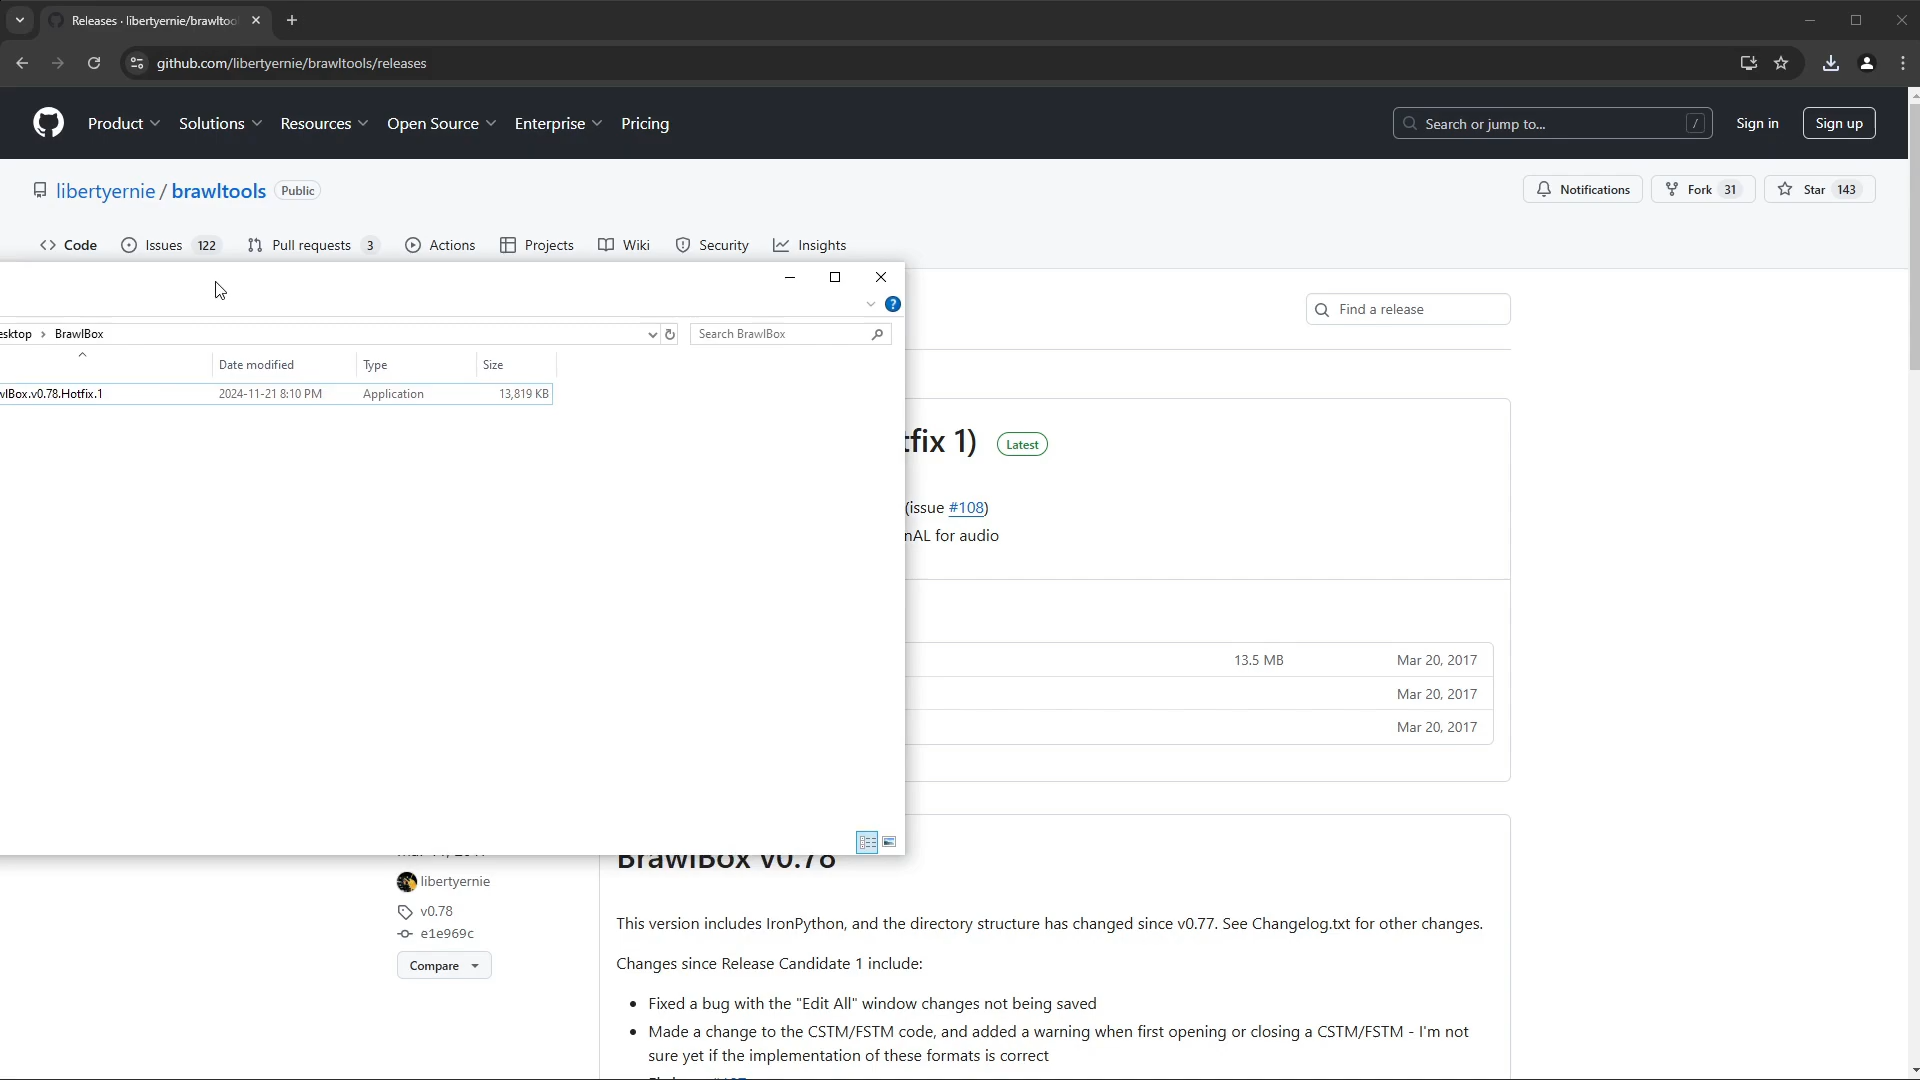 Releases · libertyernie/brawltoo
github.com/libertyernie/brawltools/releases
Product Solutions Resources Open Source Enterprise Pricing
Search or jump to... /
Sign in
Sign up
libertyernie / brawltools Public
Notifications
Fork 31
Star 143
Code
Issues 122
Pull requests 3
Actions
Projects
Wiki
Security
Insights
?
Find a release
esktop > BrawlBox
Search BrawlBox
Date modified Type Size
wlBox.v0.78.Hotfix.1 2024-11-21 8:10 PM Application 13,819 KB
tfix 1) Latest
(issue #108)
nAL for audio
13.5 MB Mar 20, 2017
Mar 20, 2017
Mar 20, 2017
BrawlBox v0.78
libertyernie
v0.78
e1e969c
Compare
This version includes IronPython, and the directory structure has changed since v0.77. See Changelog.txt for other changes.
Changes since Release Candidate 1 include:
• Fixed a bug with the "Edit All" window changes not being saved
• Made a change to the CSTM/FSTM code, and added a warning when first opening or closing a CSTM/FSTM - I'm not
sure yet if the implementation of these formats is correct